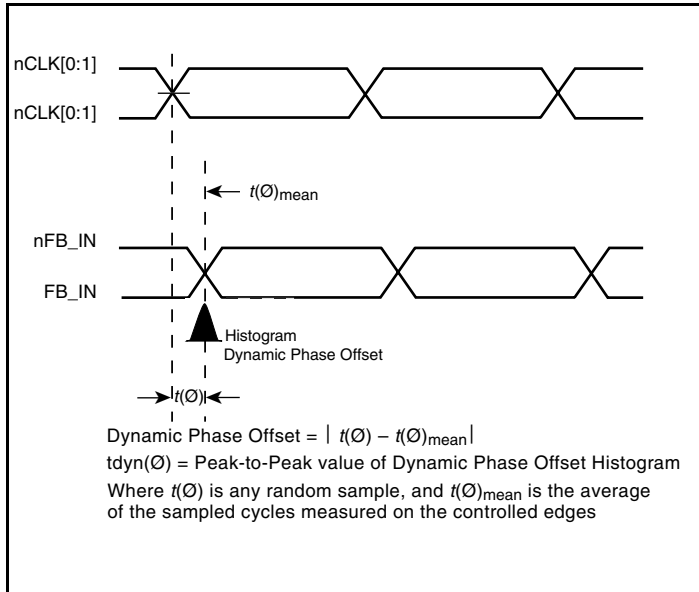 nCLK[0:1]
nCLK[0:1]
t(Ø)mean
nFB_IN
FB_IN
Histogram
Dynamic Phase Offset
t(Ø)
Dynamic Phase Offset = | t(Ø) – t(Ø)mean|
tdyn(Ø) = Peak-to-Peak value of Dynamic Phase Offset Histogram
Where t(Ø) is any random sample, and t(Ø)mean is the average
of the sampled cycles measured on the controlled edges